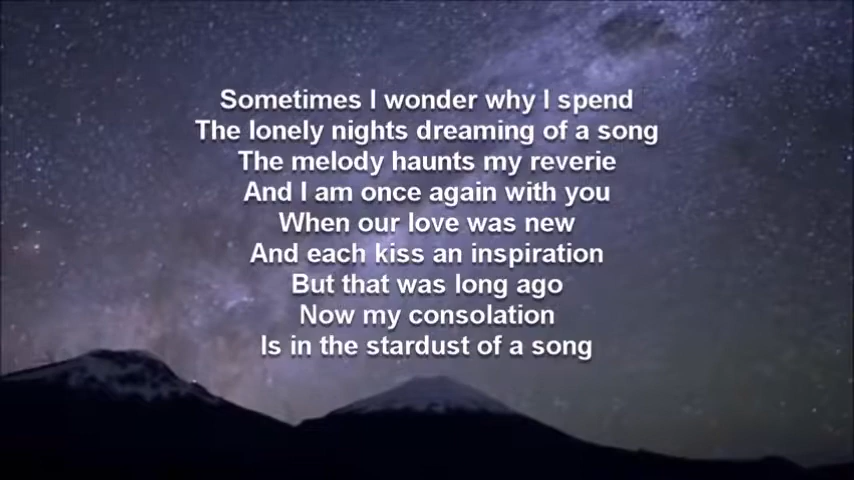 Sometimes I wonder why I spend
The lonely nights dreaming of a song
The melody haunts my reverie
And I am once again with you
When our love was new
And each kiss an inspiration
But that was long ago
Now my consolation
Is in the stardust of a song